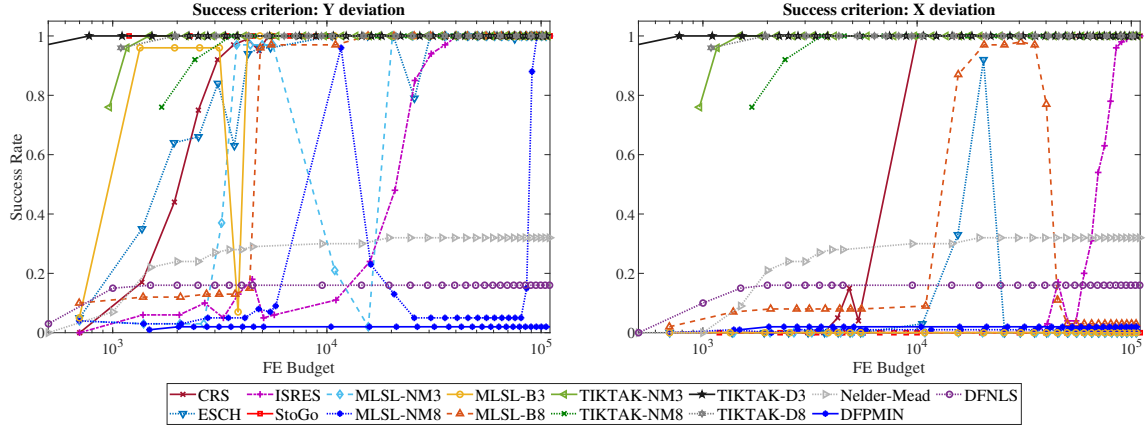 Success criterion: Y deviation
Success criterion: X deviation
Success Rate
1
0.8
0.6
0.4
0.2
0
10^3
10^4
10^5
FE Budget
1
0.8
0.6
0.4
0.2
0
10^3
10^4
10^5
FE Budget
CRS ISRES MLSL-NM3 MLSL-B3 TIKTAK-NM3 TIKTAK-D3 Nelder-Mead DFNLS
ESCH StoGo MLSL-NM8 MLSL-B8 TIKTAK-NM8 TIKTAK-D8 DFPMIN